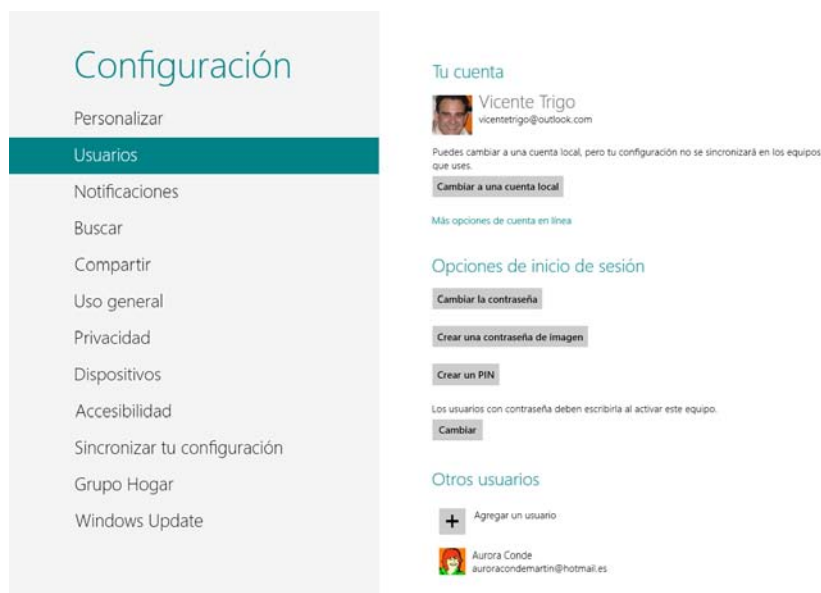 Configuración
Personalizar
Usuarios
Notificaciones
Buscar
Compartir
Uso general
Privacidad
Dispositivos
Accesibilidad
Sincronizar tu configuración
Grupo Hogar
Windows Update
Tu cuenta
Vicente Trigo
vicentetrigo@outlook.com
Puedes cambiar a una cuenta local, pero tu configuración no se sincronizará en los equipos
que uses.
Cambiar a una cuenta local
Más opciones de cuenta en línea
Opciones de inicio de sesión
Cambiar la contraseña
Crear una contraseña de imagen
Crear un PIN
Los usuarios con contraseña deben escribirla al activar este equipo.
Cambiar
Otros usuarios
Agregar un usuario
Aurora Conde
auroracondemartin@hotmail.es